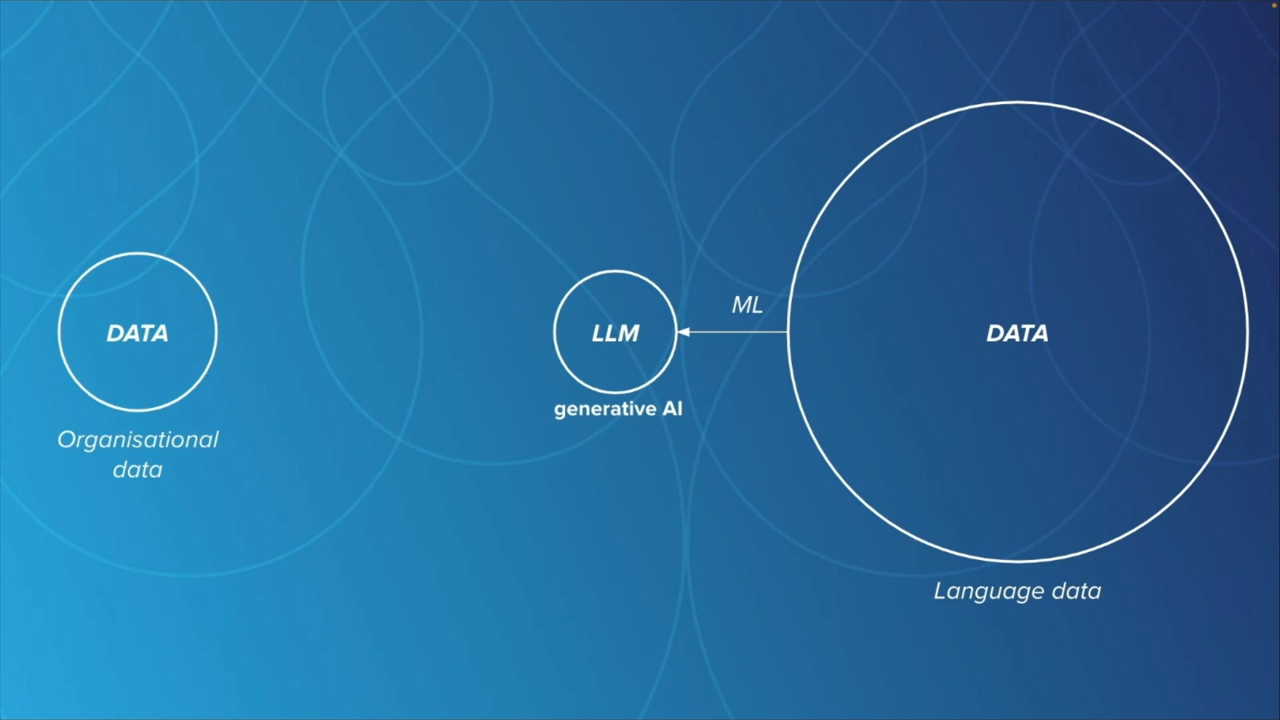 DATA
Organisational
data
LLM
generative AI
ML
DATA
Language data